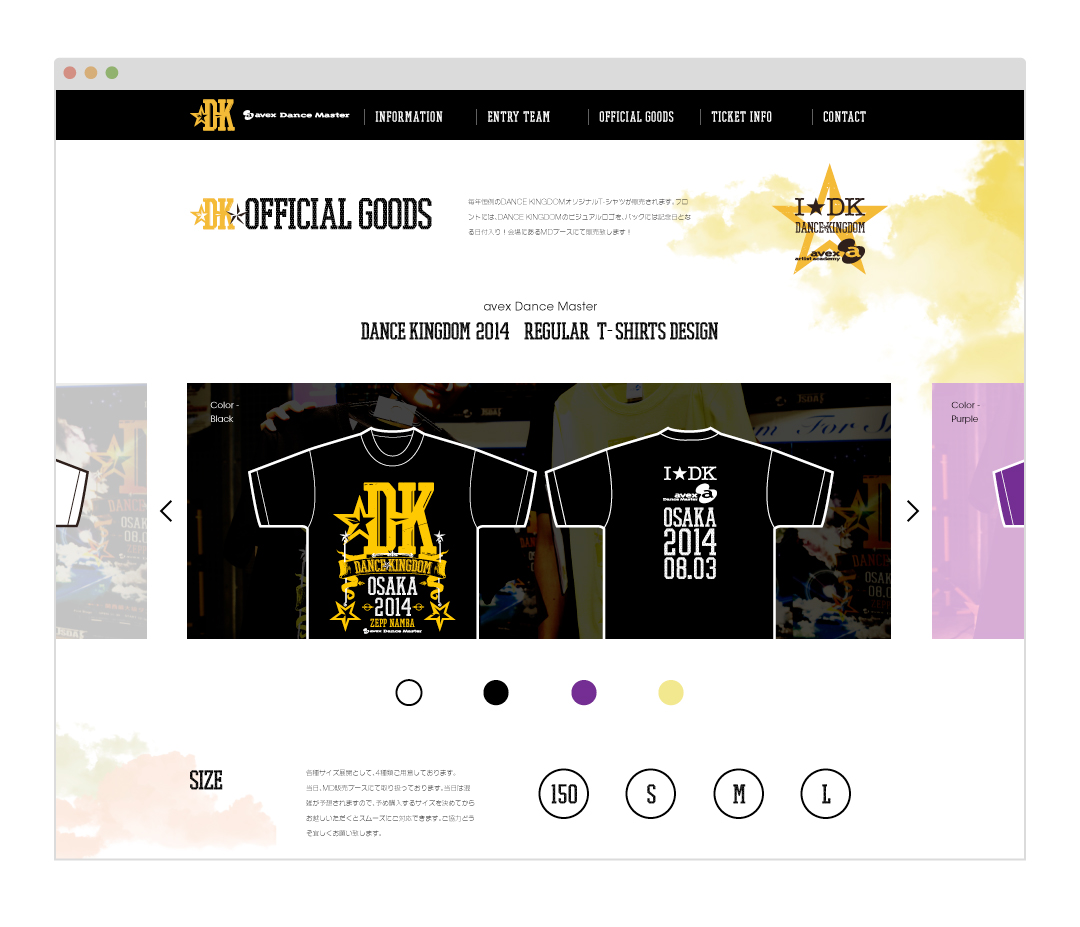 DK avex Dance Master INFORMATION ENTRY TEAM OFFICIAL GOODS TICKET INFO CONTACT
DK OFFICIAL GOODS
毎年恒例のDANCE KINGDOMオリジナルT-シャツが販売されます。フロ
ントには、DANCE KINGDOMのビジュアルロゴを、バックには記念日とな
る日付入り!会場にあるMDブースにて販売致します!
I★DK
DANCE KINGDOM
avex a
artist academy
avex Dance Master
DANCE KINGDOM 2014 REGULAR T-SHIRTS DESIGN
Color -
Black
DK
DANCE KINGDOM
OSAKA
2014
ZEPP NAMBA
avex Dance Master
I★DK
avex a
Dance Master
OSAKA
2014
08.03
Color -
Purple
SIZE
各種サイズ展開として、4種類ご用意しております。
当日、MD販売ブースにて取り扱っております。当日は混
雑が予想されますので、予め購入するサイズを決めてから
お越しいただくとスムーズにご対応できます。ご協力どう
ぞ宜しくお願い致します。
150 S M L